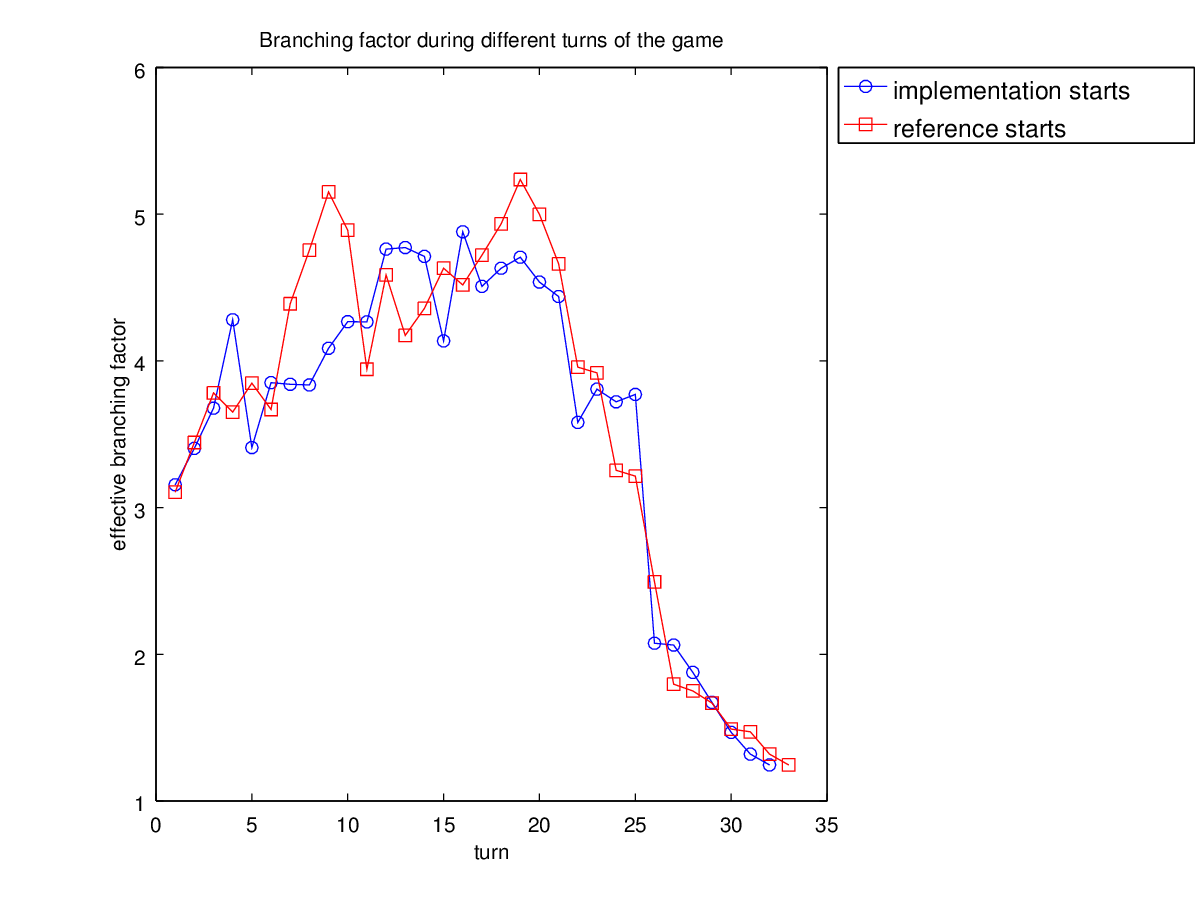 Branching factor during different turns of the game
implementation starts
reference starts
6
5
4
3
2
1
effective branching factor
0 5 10 15 20 25 30 35
turn